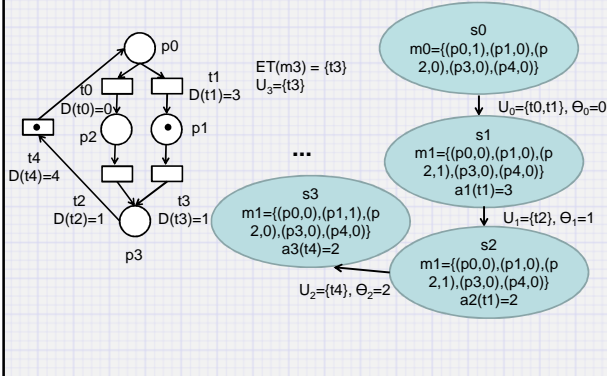 p0
t0
D(t0)=0
t1
D(t1)=3
ET(m3) = {t3}
U3={t3}
p2
p1
t4
D(t4)=4
t2
D(t2)=1
t3
D(t3)=1
p3
...
s0
m0={(p0,1),(p1,0),(p
2,0),(p3,0),(p4,0)}
U0={t0,t1}, ϴ0=0
s1
m1={(p0,0),(p1,0),(p
2,1),(p3,0),(p4,0)}
a1(t1)=3
U1={t2}, ϴ1=1
s2
m1={(p0,0),(p1,0),(p
2,1),(p3,0),(p4,0)}
a2(t1)=2
U2={t4}, ϴ2=2
s3
m1={(p0,0),(p1,1),(p
2,0),(p3,0),(p4,0)}
a3(t4)=2